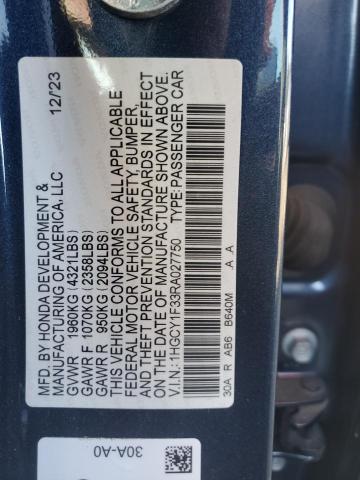 MFD. BY HONDA DEVELOPMENT & 12/'23
MANUFACTURING OF AMERICA, LLC
GVWR 1960KG (4321LBS)
GAWR F 1070KG (2358LBS)
GAWR R 950KG (2094LBS)
THIS VEHICLE CONFORMS TO ALL APPLICABLE
FEDERAL MOTOR VEHICLE SAFETY, BUMPER,
AND THEFT PREVENTION STANDARDS IN EFFECT
ON THE DATE OF MANUFACTURE SHOWN ABOVE.
V.I.N.: 1HGCY1F33RA027750 TYPE: PASSENGER CAR
30A R AB6 B640M A A
30A-A0